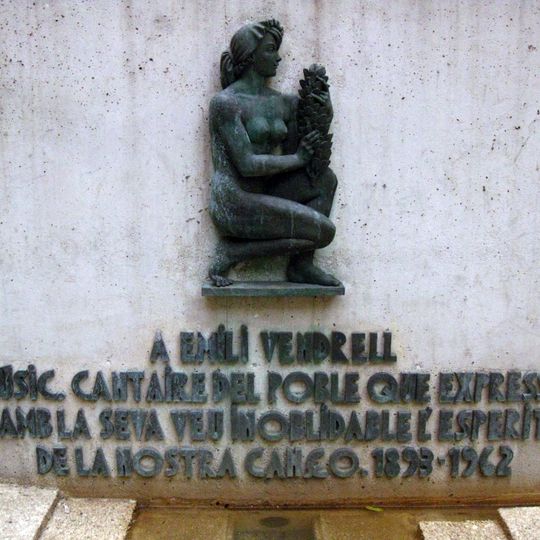 A EMILI VENDRELL
ÚSIC, CANTAIRE DEL POBLE QUE EXPRESS
AMB LA SEVA VEU INOBLIDABLE L'ESPERIT
DE LA NOSTRA CANÇO. 1893-1962